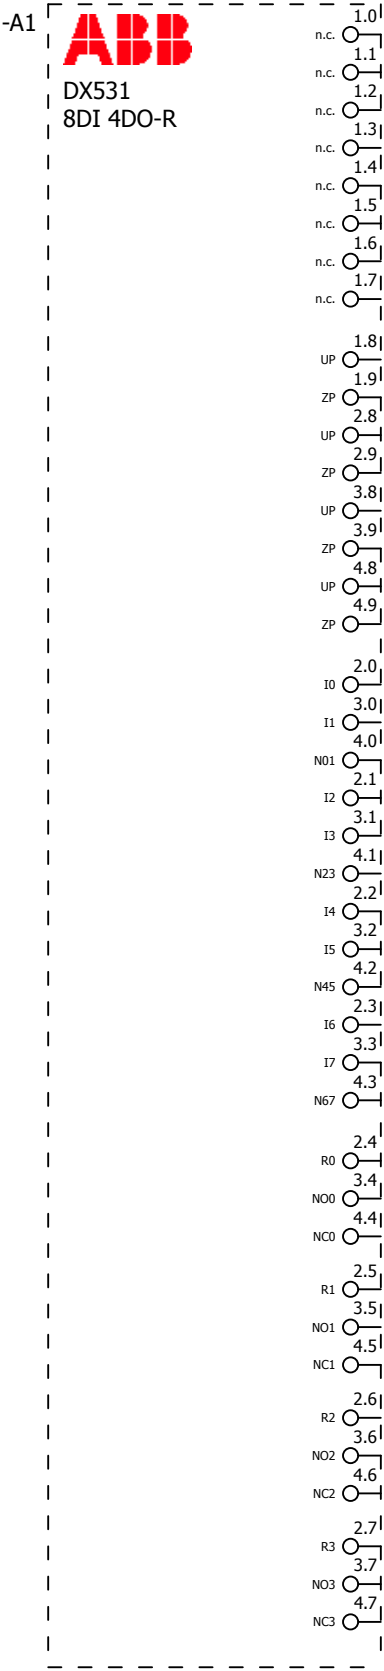 -A1
ABB
DX531
8DI 4DO-R
n.c. 1.0
n.c. 1.1
n.c. 1.2
n.c. 1.3
n.c. 1.4
n.c. 1.5
n.c. 1.6
n.c. 1.7
UP 1.8
ZP 1.9
UP 2.8
ZP 2.9
UP 3.8
ZP 3.9
UP 4.8
ZP 4.9
I0 2.0
I1 3.0
N01 4.0
I2 2.1
I3 3.1
N23 4.1
I4 2.2
I5 3.2
N45 4.2
I6 2.3
I7 3.3
N67 4.3
R0 2.4
NO0 3.4
NC0 4.4
R1 2.5
NO1 3.5
NC1 4.5
R2 2.6
NO2 3.6
NC2 4.6
R3 2.7
NO3 3.7
NC3 4.7